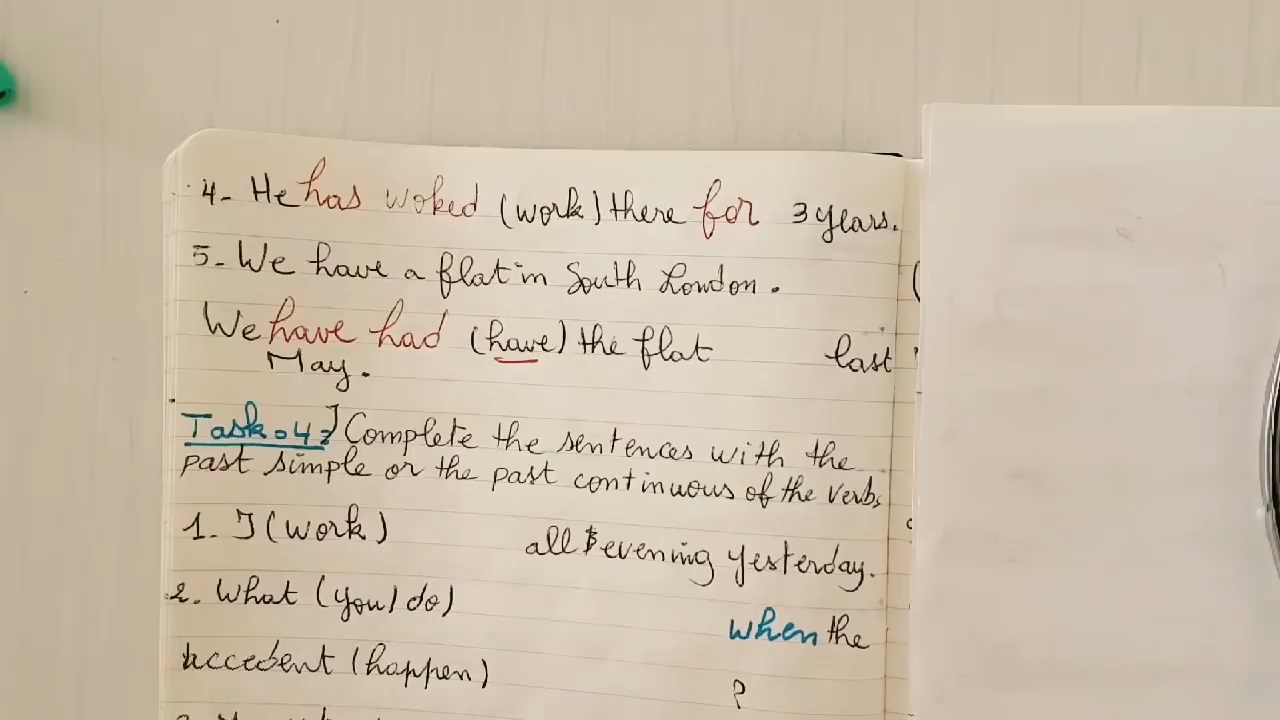 4- He has woked (work) there for 3 years.
5- We have a flat in South London.
We have had (have) the flat last
May.
Task 04: Complete the sentences with the
past simple or the past continuous of the verbs
1. I (work) all evening yesterday.
2. What (you/do) when the
accedent (happen) ?